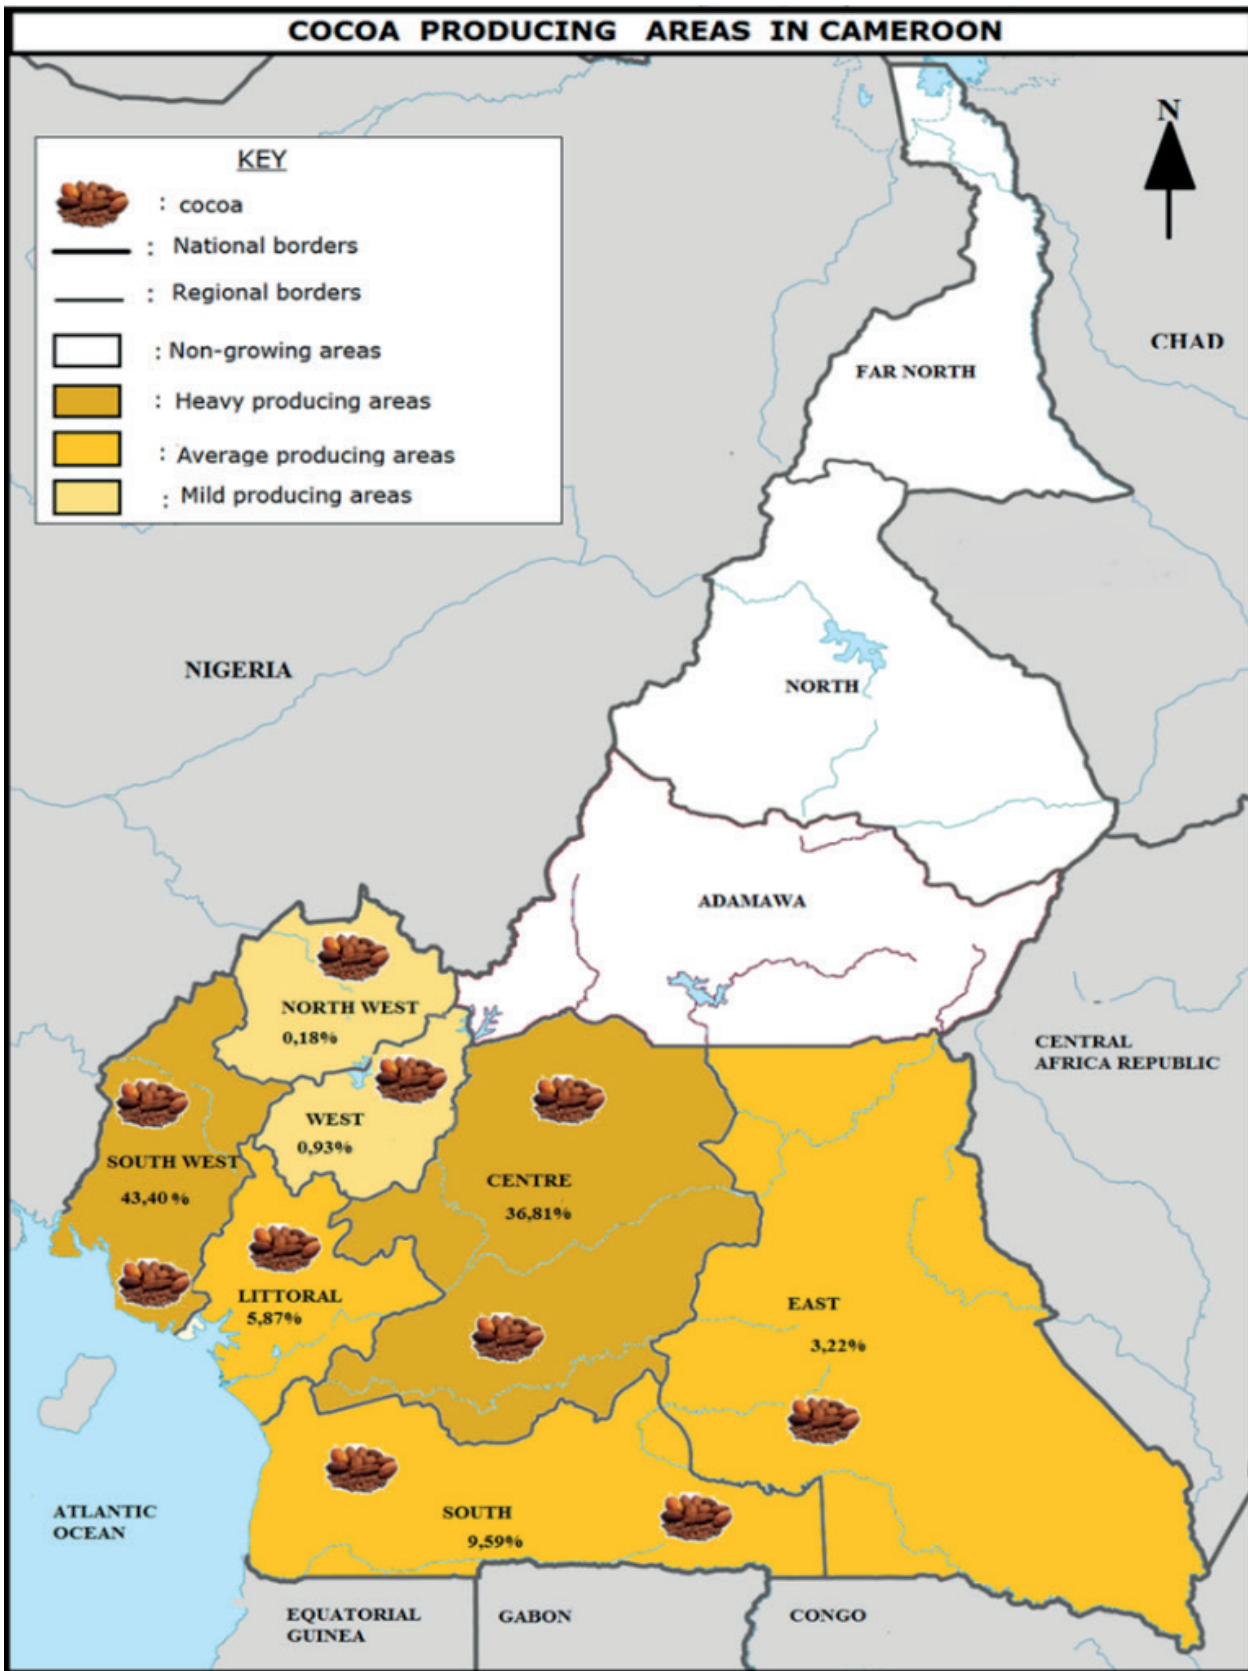 COCOA PRODUCING AREAS IN CAMEROON
N
KEY
: cocoa
: National borders
: Regional borders
: Non-growing areas
: Heavy producing areas
: Average producing areas
: Mild producing areas
CHAD
FAR NORTH
NIGERIA
NORTH
ADAMAWA
NORTH WEST
0,18%
CENTRAL
AFRICA REPUBLIC
WEST
0,93%
SOUTH WEST
43,40 %
CENTRE
36,81%
LITTORAL
5,87%
EAST
3,22%
ATLANTIC
OCEAN
SOUTH
9,59%
EQUATORIAL
GUINEA
GABON
CONGO